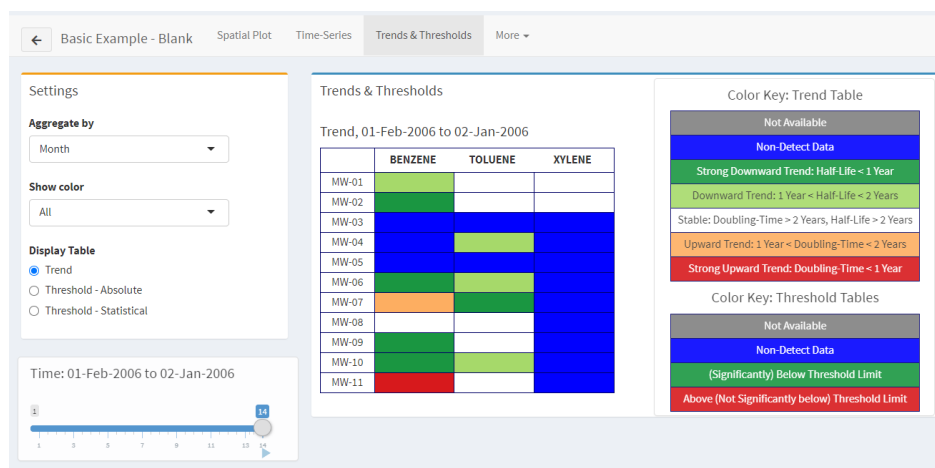 Basic Example - Blank Spatial Plot Time-Series Trends & Thresholds More
Settings
Aggregate by
Month
Show color
All
Display Table
Trend
Threshold - Absolute
Threshold - Statistical
Time: 01-Feb-2006 to 02-Jan-2006
1 14
1 3 5 7 9 11 13 14
Trends & Thresholds
Trend, 01-Feb-2006 to 02-Jan-2006
BENZENE TOLUENE XYLENE
MW-01
MW-02
MW-03
MW-04
MW-05
MW-06
MW-07
MW-08
MW-09
MW-10
MW-11
Color Key: Trend Table
Not Available
Non-Detect Data
Strong Downward Trend: Half-Life < 1 Year
Downward Trend: 1 Year < Half-Life < 2 Years
Stable: Doubling-Time > 2 Years, Half-Life > 2 Years
Upward Trend: 1 Year < Doubling-Time < 2 Years
Strong Upward Trend: Doubling-Time < 1 Year
Color Key: Threshold Tables
Not Available
Non-Detect Data
(Significantly) Below Threshold Limit
Above (Not Significantly below) Threshold Limit